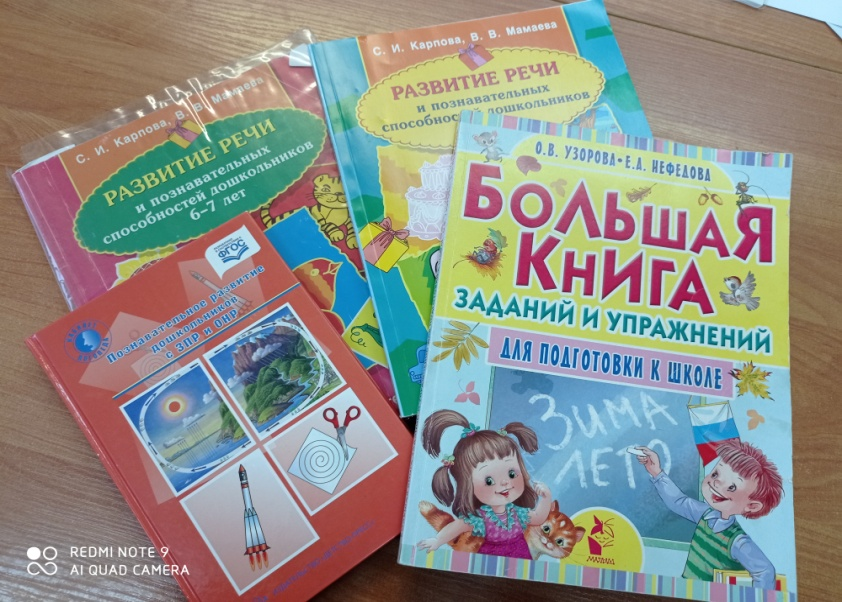 С. И. Карпова, В. В. Мамаева
РАЗВИТИЕ РЕЧИ
и познавательных
способностей дошкольников
6–7 лет
С. И. Карпова, В. В. Мамаева
РАЗВИТИЕ РЕЧИ
и познавательных
способностей дошкольников
ФГОС
Познавательное развитие
дошкольников
с ЗПР и ОНР
О.В. УЗОРОВА • Е.А. НЕФЕДОВА
БОЛЬШАЯ
КНИГА
ЗАДАНИЙ И УПРАЖНЕНИЙ
ДЛЯ ПОДГОТОВКИ К ШКОЛЕ
ЗИМА
ЛЕТО
МАЛЫШ
REDMI NOTE 9
AI QUAD CAMERA